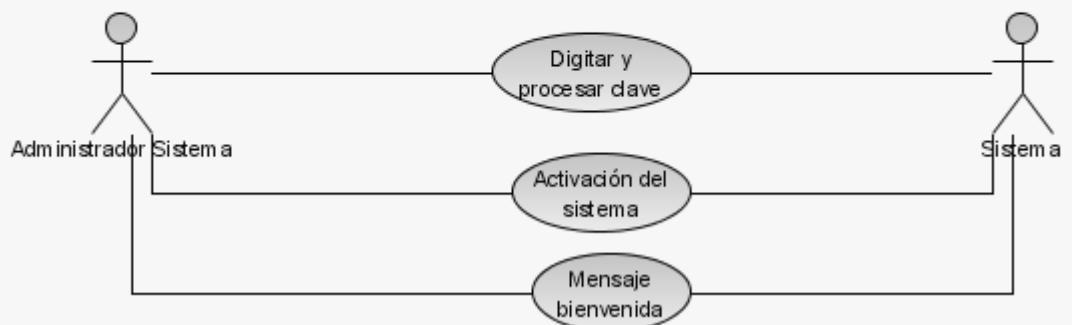 Digitar y
procesar clave
Administrador Sistema
Sistema
Activación del
sistema
Mensaje
bienvenida